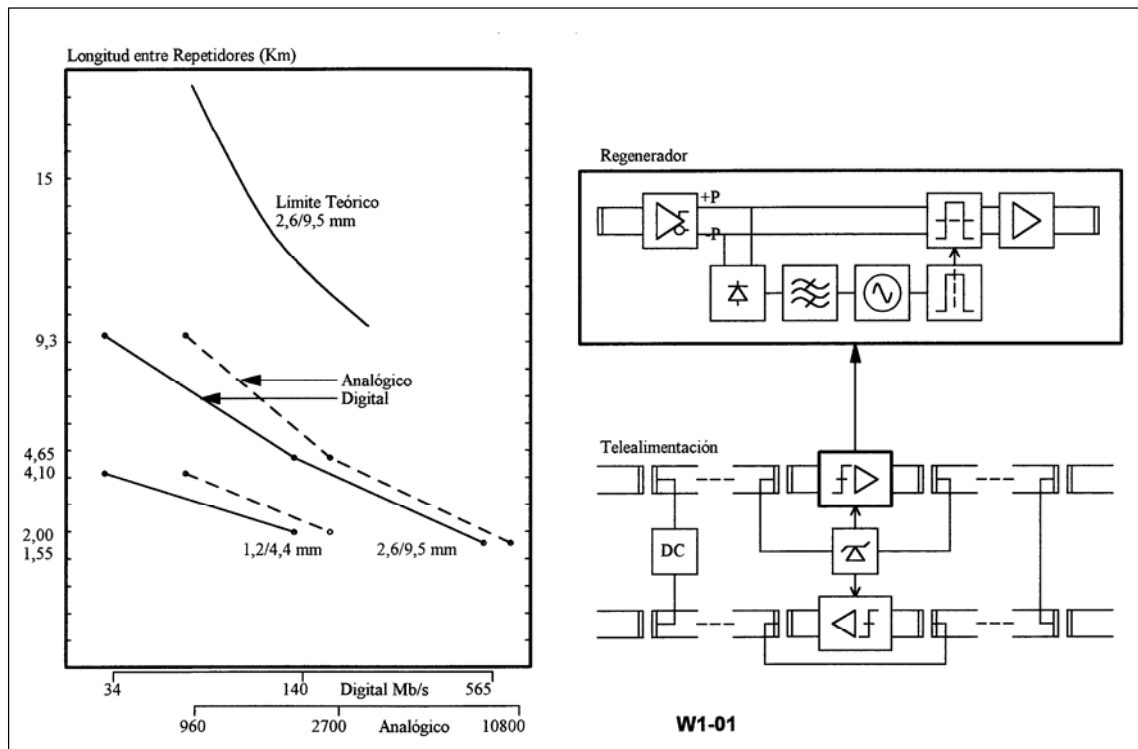 Longitud entre Repetidores (Km)
15
9,3
4,65
4,10
2,00
1,55
Límite Teórico
2,6/9,5 mm
Analógico
Digital
1,2/4,4 mm
2,6/9,5 mm
34
140
Digital Mb/s
565
960
2700
Analógico
10800
Regenerador
+P
-P
Telealimentación
DC
W1-01